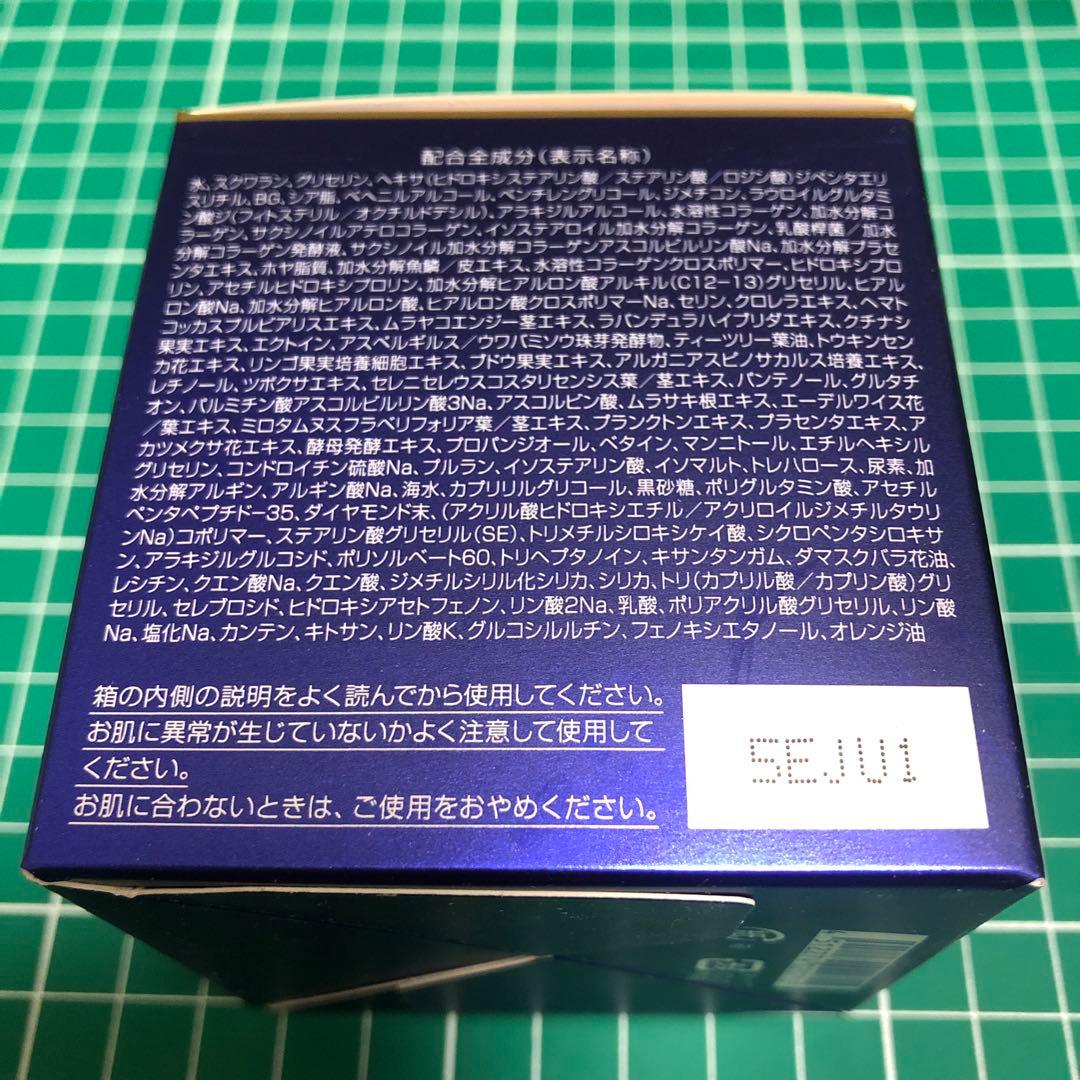 配合全成分(表示名称)
水、スクワラン、グリセリン、ヘキサ(ヒドロキシステアリン酸／ステアリン酸／ロジン酸)ジペンタエリ
スリチル、BG、シア脂、ベヘニルアルコール、ペンチレングリコール、ジメチコン、ラウロイルグルタミ
ン酸ジ(フィトステリル／オクチルドデシル)、アラキジルアルコール、水溶性コラーゲン、加水分解コ
ラーゲン、サクシノイルアテロコラーゲン、イソステアロイル加水分解コラーゲン、乳酸桿菌／加水
分解コラーゲン発酵液、サクシノイル加水分解コラーゲンアスコルビルリン酸Na、加水分解プラセ
ンタエキス、ホヤ脂質、加水分解魚鱗／皮エキス、水溶性コラーゲンクロスポリマー、ヒドロキシプロ
リン、アセチルヒドロキシプロリン、加水分解ヒアルロン酸アルキル(C12-13)グリセリル、ヒアル
ロン酸Na、加水分解ヒアルロン酸、ヒアルロン酸クロスポリマーNa、セリン、クロレラエキス、ヘマト
コッカスプルビアリスエキス、ムラヤコエンジー茎エキス、ラバンデュラハイブリダエキス、クチナシ
果実エキス、エクトイン、アスペルギルス／ウワバミソウ珠芽発酵物、ティーツリー葉油、トウキンセン
カ花エキス、リンゴ果実培養細胞エキス、ブドウ果実エキス、アルガニアスピノサカルス培養エキス、
レチノール、ツボクサエキス、セレニセレウスコスタリセンシス葉／茎エキス、パンテノール、グルタチ
オン、パルミチン酸アスコルビルリン酸3Na、アスコルビン酸、ムラサキ根エキス、エーデルワイス花
／葉エキス、ミロタムヌスフラベリフォリア葉／茎エキス、プランクトンエキス、プラセンタエキス、ア
カツメクサ花エキス、酵母発酵エキス、プロパンジオール、ベタイン、マンニトール、エチルヘキシル
グリセリン、コンドロイチン硫酸Na、プルラン、イソステアリン酸、イソマルト、トレハロース、尿素、加
水分解アルギン、アルギン酸Na、海水、カプリリルグリコール、黒砂糖、ポリグルタミン酸、アセチル
ペンタペプチド-35、ダイヤモンド末、(アクリル酸ヒドロキシエチル／アクリロイルジメチルタウリ
ンNa)コポリマー、ステアリン酸グリセリル(SE)、トリメチルシロキシケイ酸、シクロペンタシロキサ
ン、アラキジルグルコシド、ポリソルベート60、トリヘプタノイン、キサンタンガム、ダマスクバラ花油、
レシチン、クエン酸Na、クエン酸、ジメチルシリル化シリカ、シリカ、トリ(カプリル酸／カプリン酸)グリ
セリル、セレブロシド、ヒドロキシアセトフェノン、リン酸2Na、乳酸、ポリアクリル酸グリセリル、リン酸
Na、塩化Na、カンテン、キトサン、リン酸K、グルコシルルチン、フェノキシエタノール、オレンジ油
箱の内側の説明をよく読んでから使用してください。
お肌に異常が生じていないかよく注意して使用して
ください。
お肌に合わないときは、ご使用をおやめください。
5EJU1